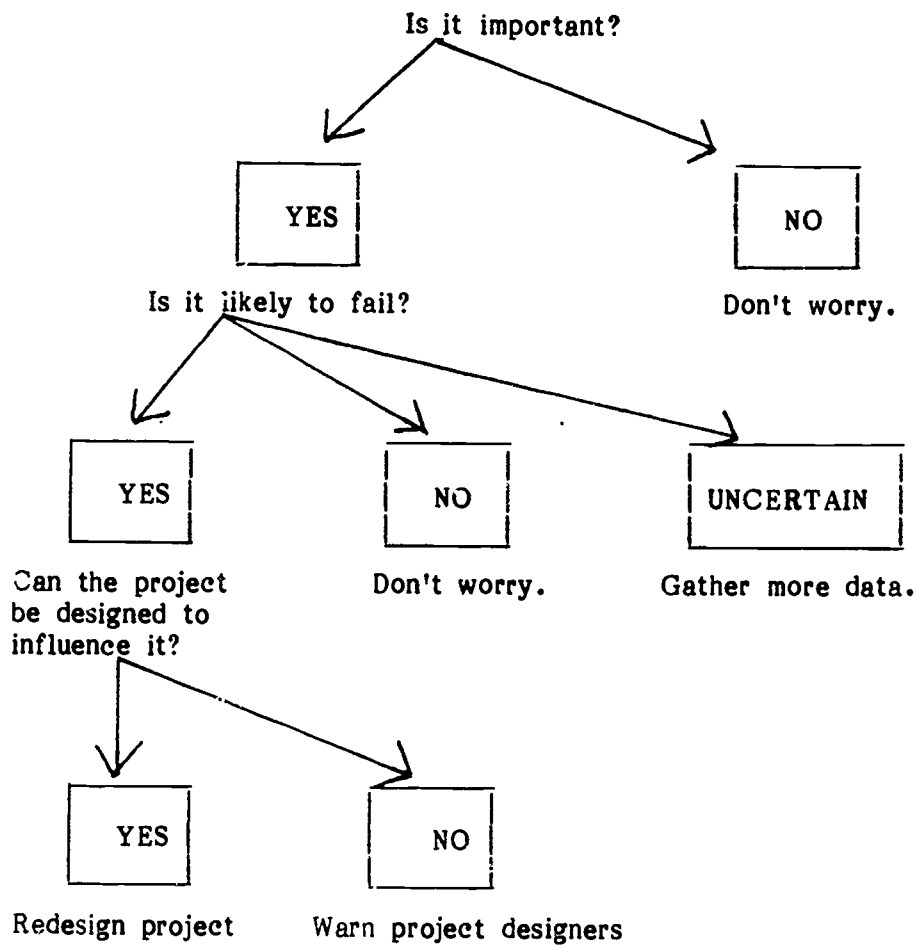 Is it important?
YES
NO
Is it likely to fail?
Don't worry.
YES
NO
UNCERTAIN
Can the project
be designed to
influence it?
Don't worry.
Gather more data.
YES
NO
Redesign project
Warn project designers